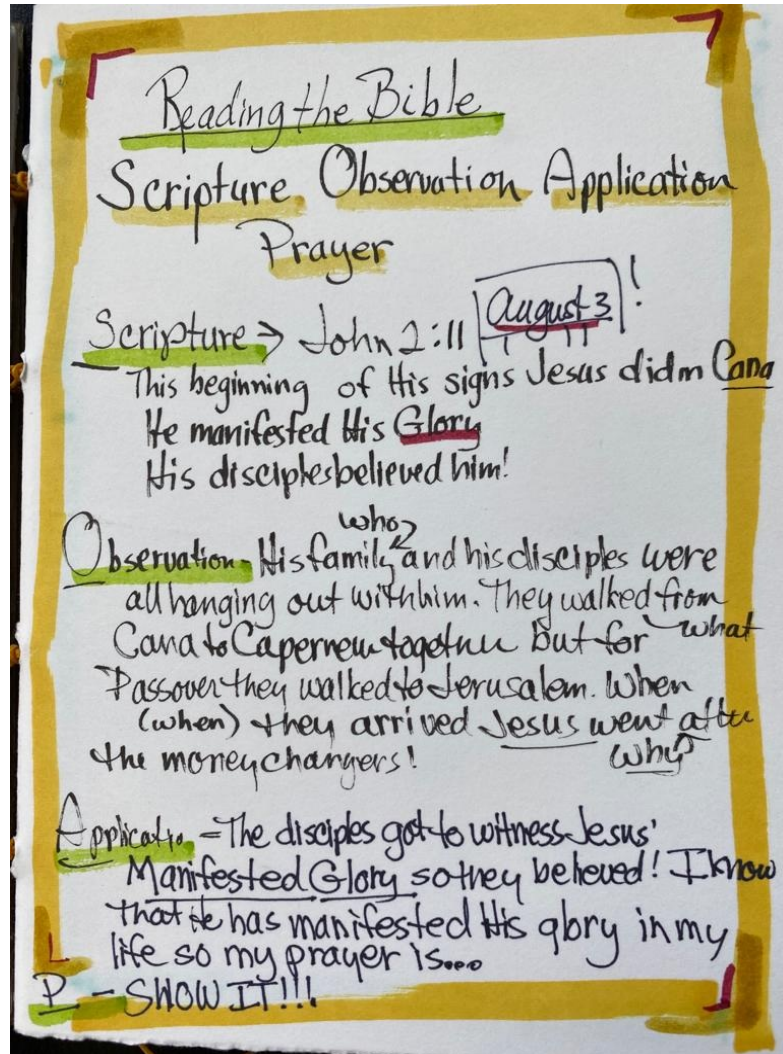 Reading the Bible
Scripture Observation Application
Prayer
Scripture → John 2:11 August 3 !
This beginning of His signs Jesus did in Cana
He manifested His Glory
His disciples believed him!
who?
Observation - His family and his disciples were
all hanging out with him. They walked from
Cana to Caperneum together but for what
Passover they walked to Jerusalem. When
(when) they arrived Jesus went after
the moneychangers! why?
Applicatio = The disciples got to witness Jesus'
Manifested Glory so they believed! I know
that He has manifested His glory in my
life so my prayer is...
P - SHOW IT!!!